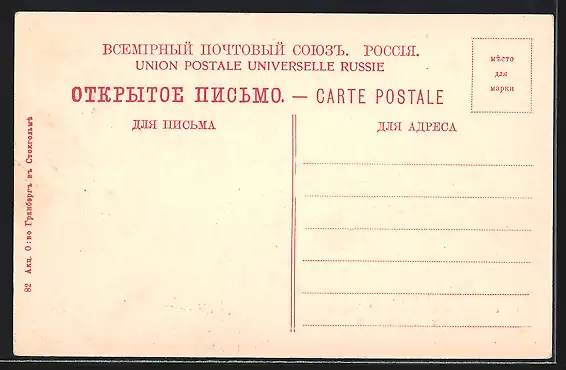 ВСЕМІРНЫЙ ПОЧТОВЫЙ СОЮЗЪ. РОССІЯ.
UNION POSTALE UNIVERSELLE RUSSIE
ОТКРЫТОЕ ПИСЬМО. — CARTE POSTALE
мѣсто
для
марки
ДЛЯ ПИСЬМА
ДЛЯ АДРЕСА
82 Акц. О:во Гранбергъ въ Стокгольмѣ